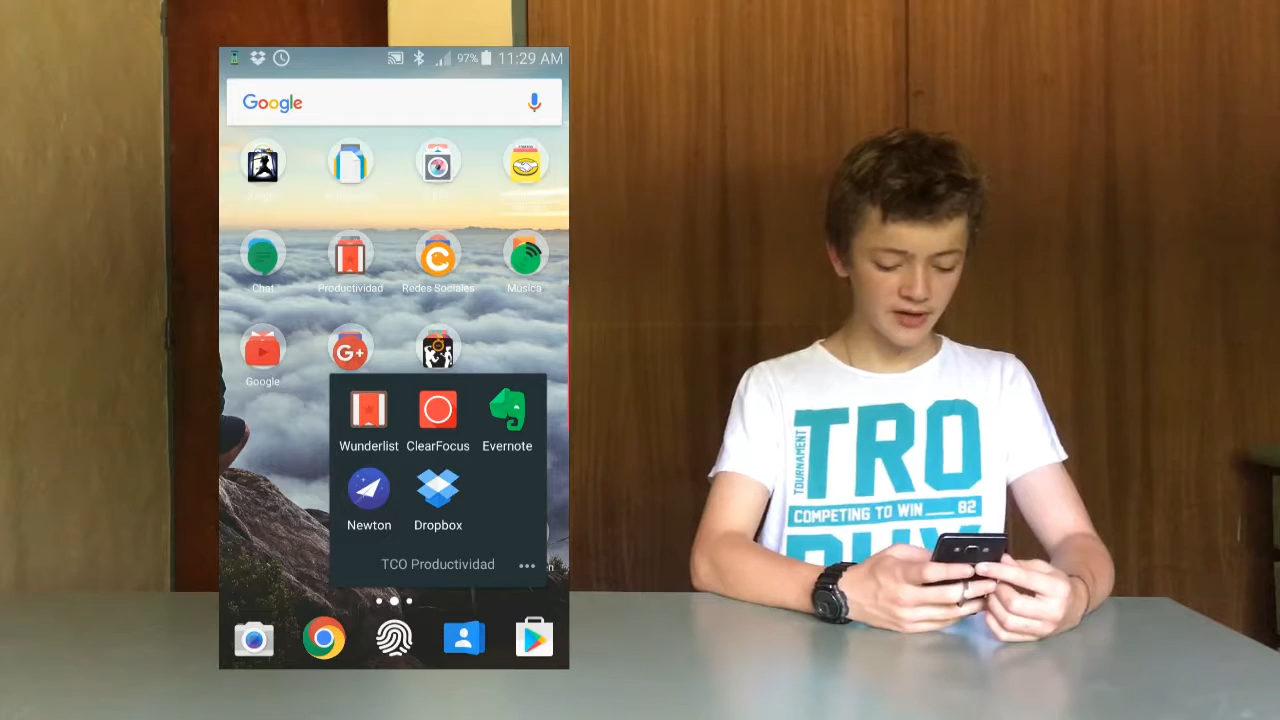 97% 11:29 AM
Google
Chat Productividad Redes Sociales Música
Google
Wunderlist ClearFocus Evernote
Newton Dropbox
TCO Productividad
TOURNAMENT
TRO
COMPETING TO WIN ___ 82